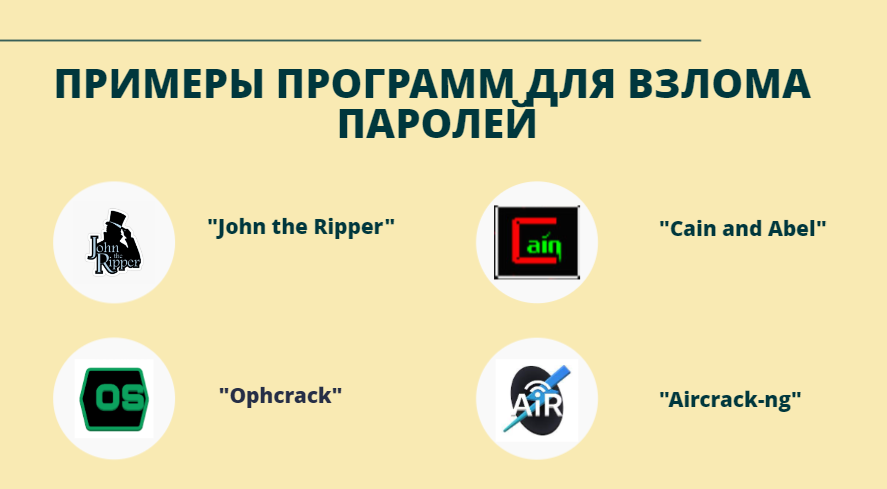 ПРИМЕРЫ ПРОГРАММ ДЛЯ ВЗЛОМА
ПАРОЛЕЙ
John
the
Ripper
"John the Ripper"
Cain
"Cain and Abel"
OS
"Ophcrack"
AiR
"Aircrack-ng"